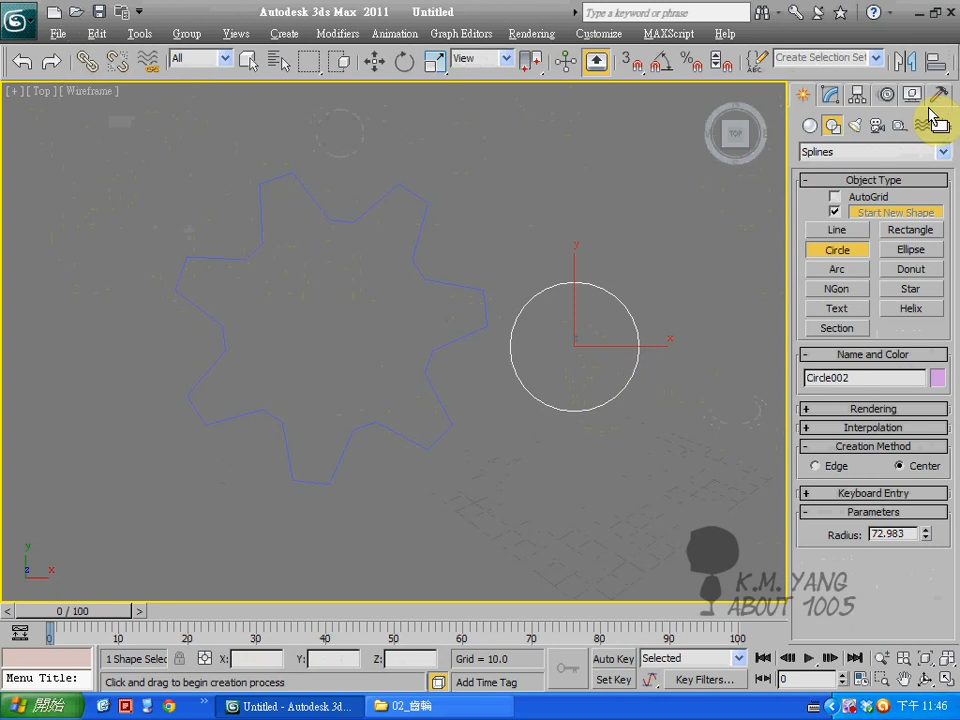 Autodesk 3ds Max 2011 Untitled
Type a keyword or phrase
File Edit Tools Group Views Create Modifiers Animation Graph Editors Rendering Customize MAXScript Help
All
View
3
%
ABC
Create Selection Set
[ + ] [ Top ] [ Wireframe ]
TOP
Splines
- Object Type
AutoGrid
Start New Shape
Line Rectangle
Circle Ellipse
Arc Donut
NGon Star
Text Helix
Section
- Name and Color
Circle002
+ Rendering
+ Interpolation
- Creation Method
Edge Center
+ Keyboard Entry
- Parameters
Radius: 72.983
y
x
z
y
z
x
K.M. YANG
ABOUT 1005
< 0 / 100 >
0 10 20 30 40 50 60 70 80 90 100
1 Shape Selec X: Y: Z: Grid = 10.0 Auto Key Selected
Menu Title: Click and drag to begin creation process Add Time Tag Set Key Key Filters... 0
開始 Untitled - Autodesk 3d... 02_齒輪 下午 11:46